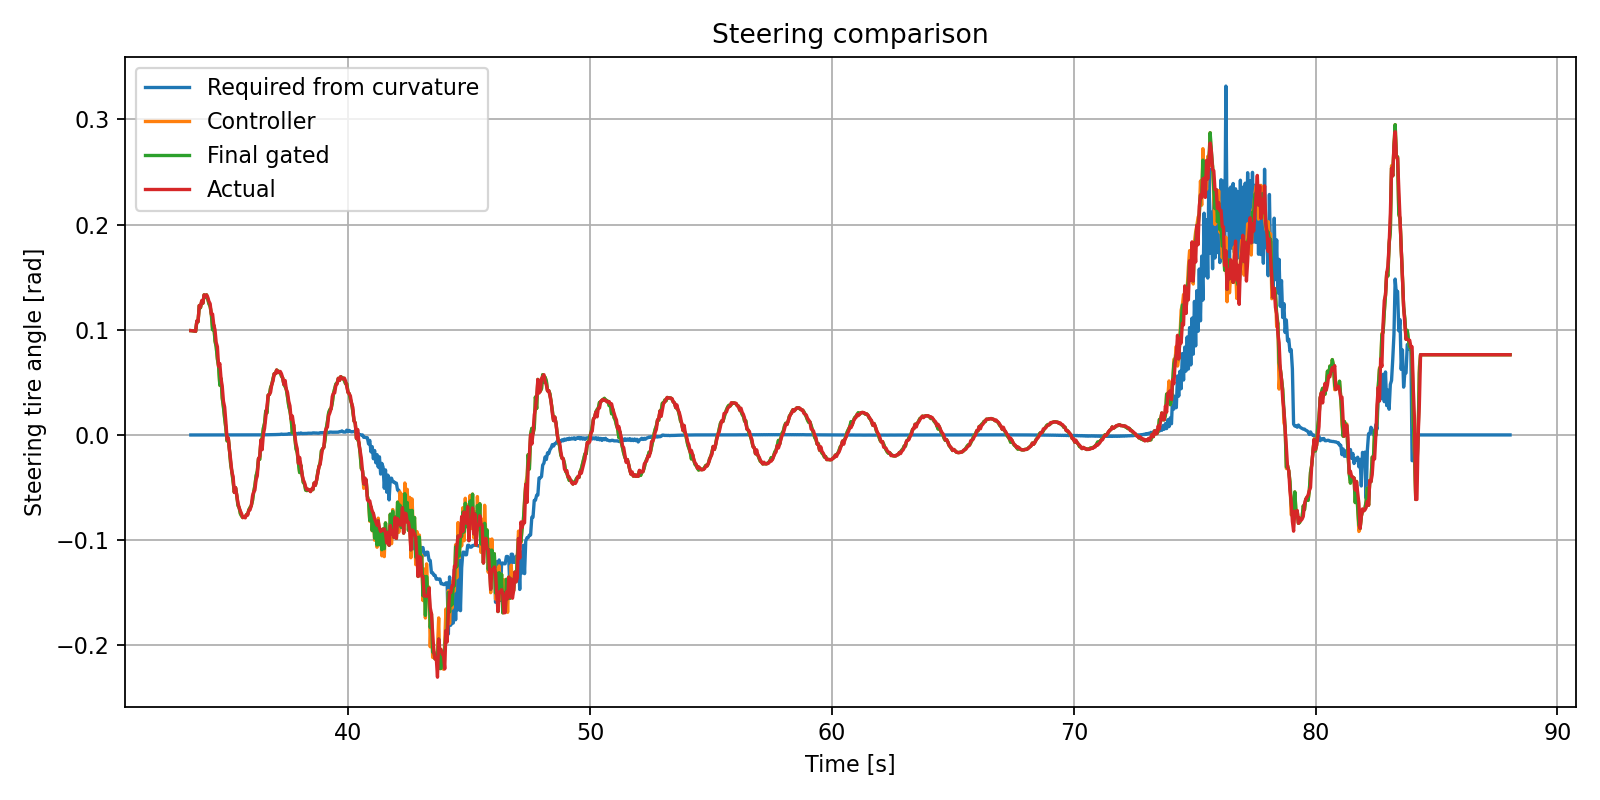 Steering comparison
Required from curvature
Controller
Final gated
Actual
Steering tire angle [rad]
0.3
0.2
0.1
0.0
−0.1
−0.2
40
50
60
70
80
90
Time [s]